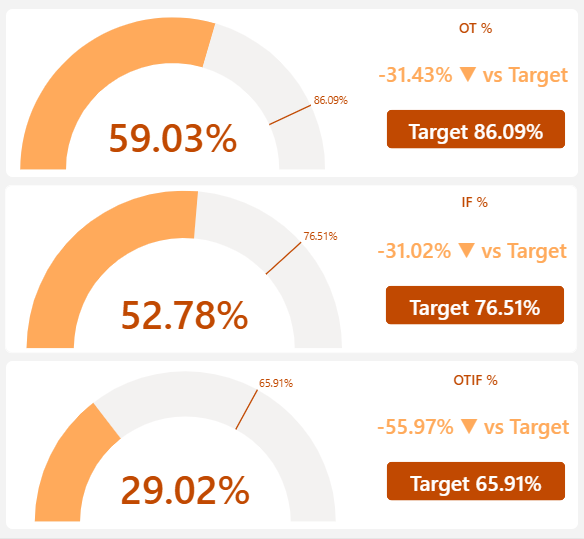 OT %
86.09%
-31.43% ▼ vs Target
59.03%
Target 86.09%
IF %
76.51%
-31.02% ▼ vs Target
52.78%
Target 76.51%
OTIF %
65.91%
-55.97% ▼ vs Target
29.02%
Target 65.91%